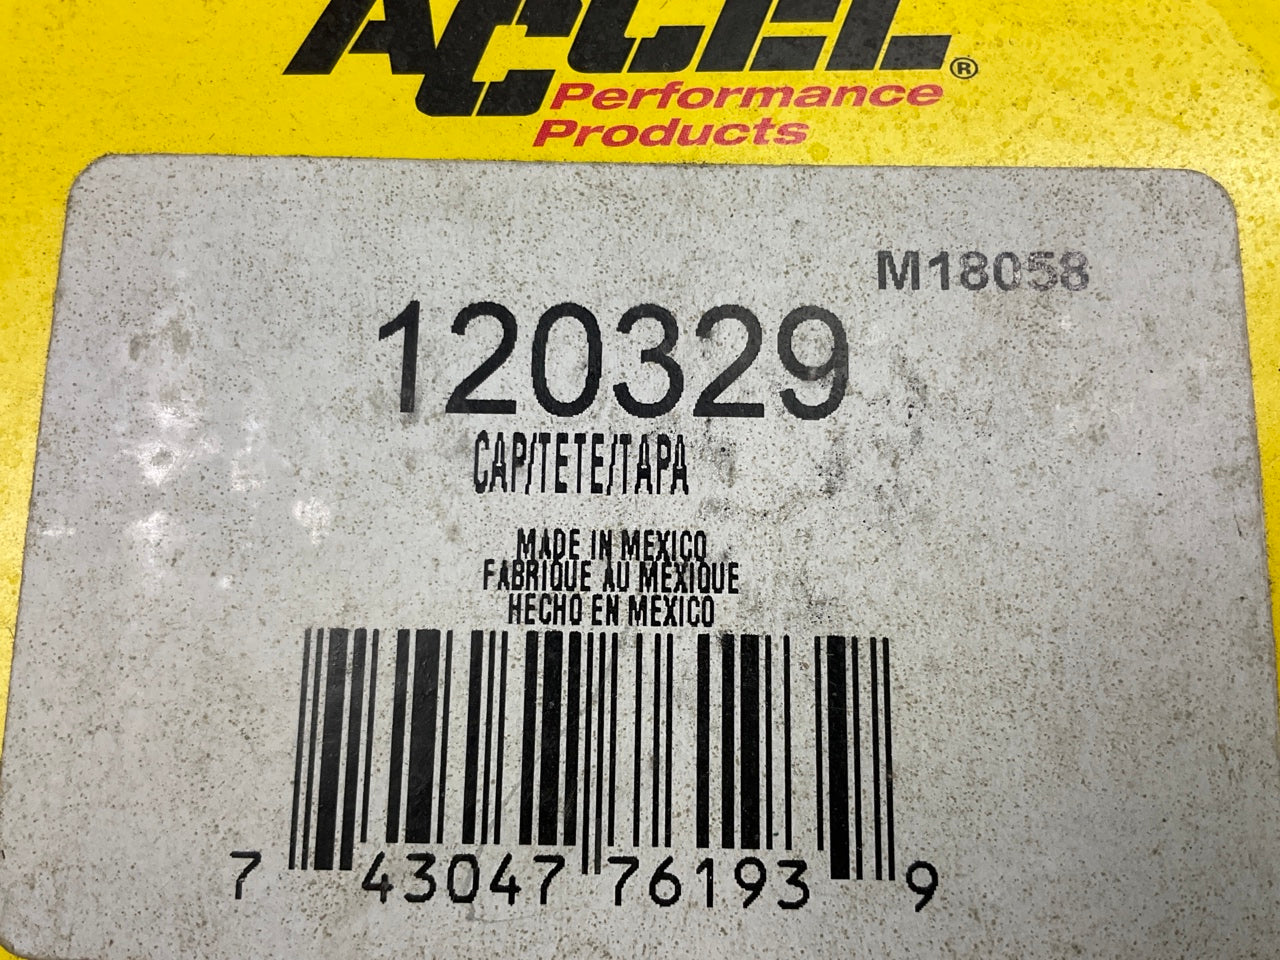 ACCEL®
Performance
Products
M18058
120329
CAP/TETE/TAPA
MADE IN MEXICO
FABRIQUE AU MEXIQUE
HECHO EN MEXICO
7 43047 76193 9